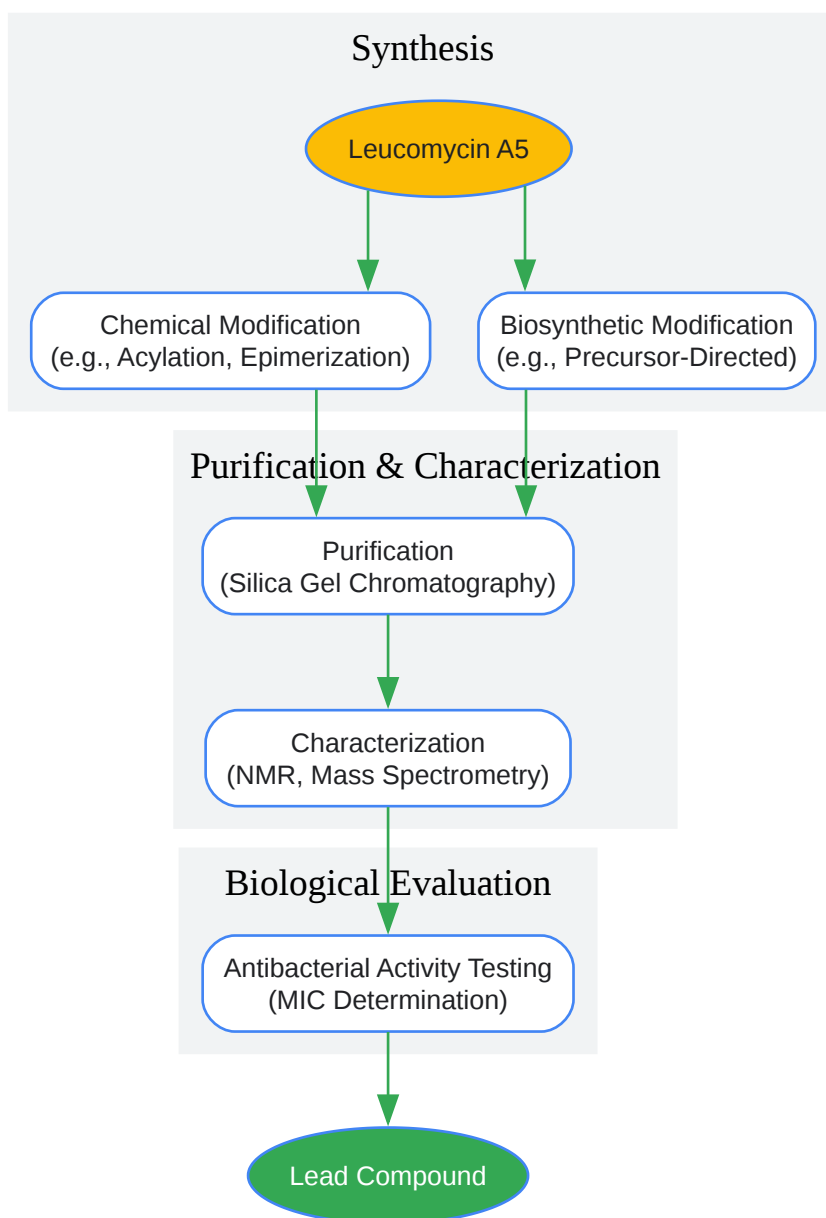 Synthesis
Leucomycin A5
Chemical Modification
(e.g., Acylation, Epimerization)
Biosynthetic Modification
(e.g., Precursor-Directed)
Purification & Characterization
Purification
(Silica Gel Chromatography)
Characterization
(NMR, Mass Spectrometry)
Biological Evaluation
Antibacterial Activity Testing
(MIC Determination)
Lead Compound